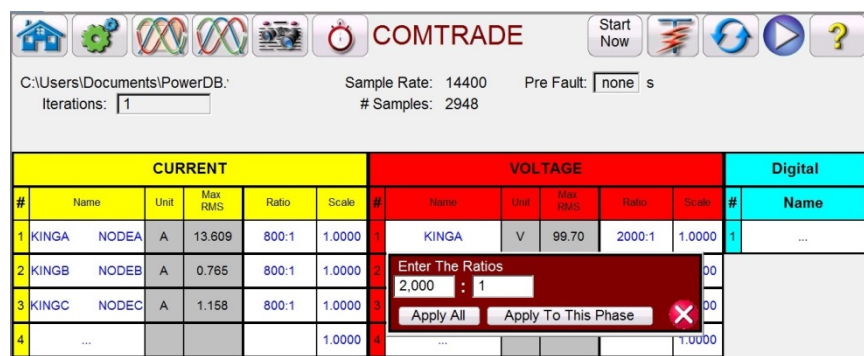 COMTRADE
Start
Now
?
C:\Users\Documents\PowerDB.
Sample Rate: 14400
Pre Fault: none s
Iterations: 1
# Samples: 2948
CURRENT VOLTAGE Digital
# Name Unit Max RMS Ratio Scale # Name Unit Max RMS Ratio Scale # Name
1 KINGA NODEA A 13.609 800:1 1.0000 1 KINGA V 99.70 2000:1 1.0000 1 ...
2 KINGB NODEB A 0.765 800:1 1.0000 2 00
Enter The Ratios
2,000 : 1
3 KINGC NODEC A 1.158 800:1 1.0000 3 00
Apply All Apply To This Phase
4 ... 1.0000 4 ... 1.0000